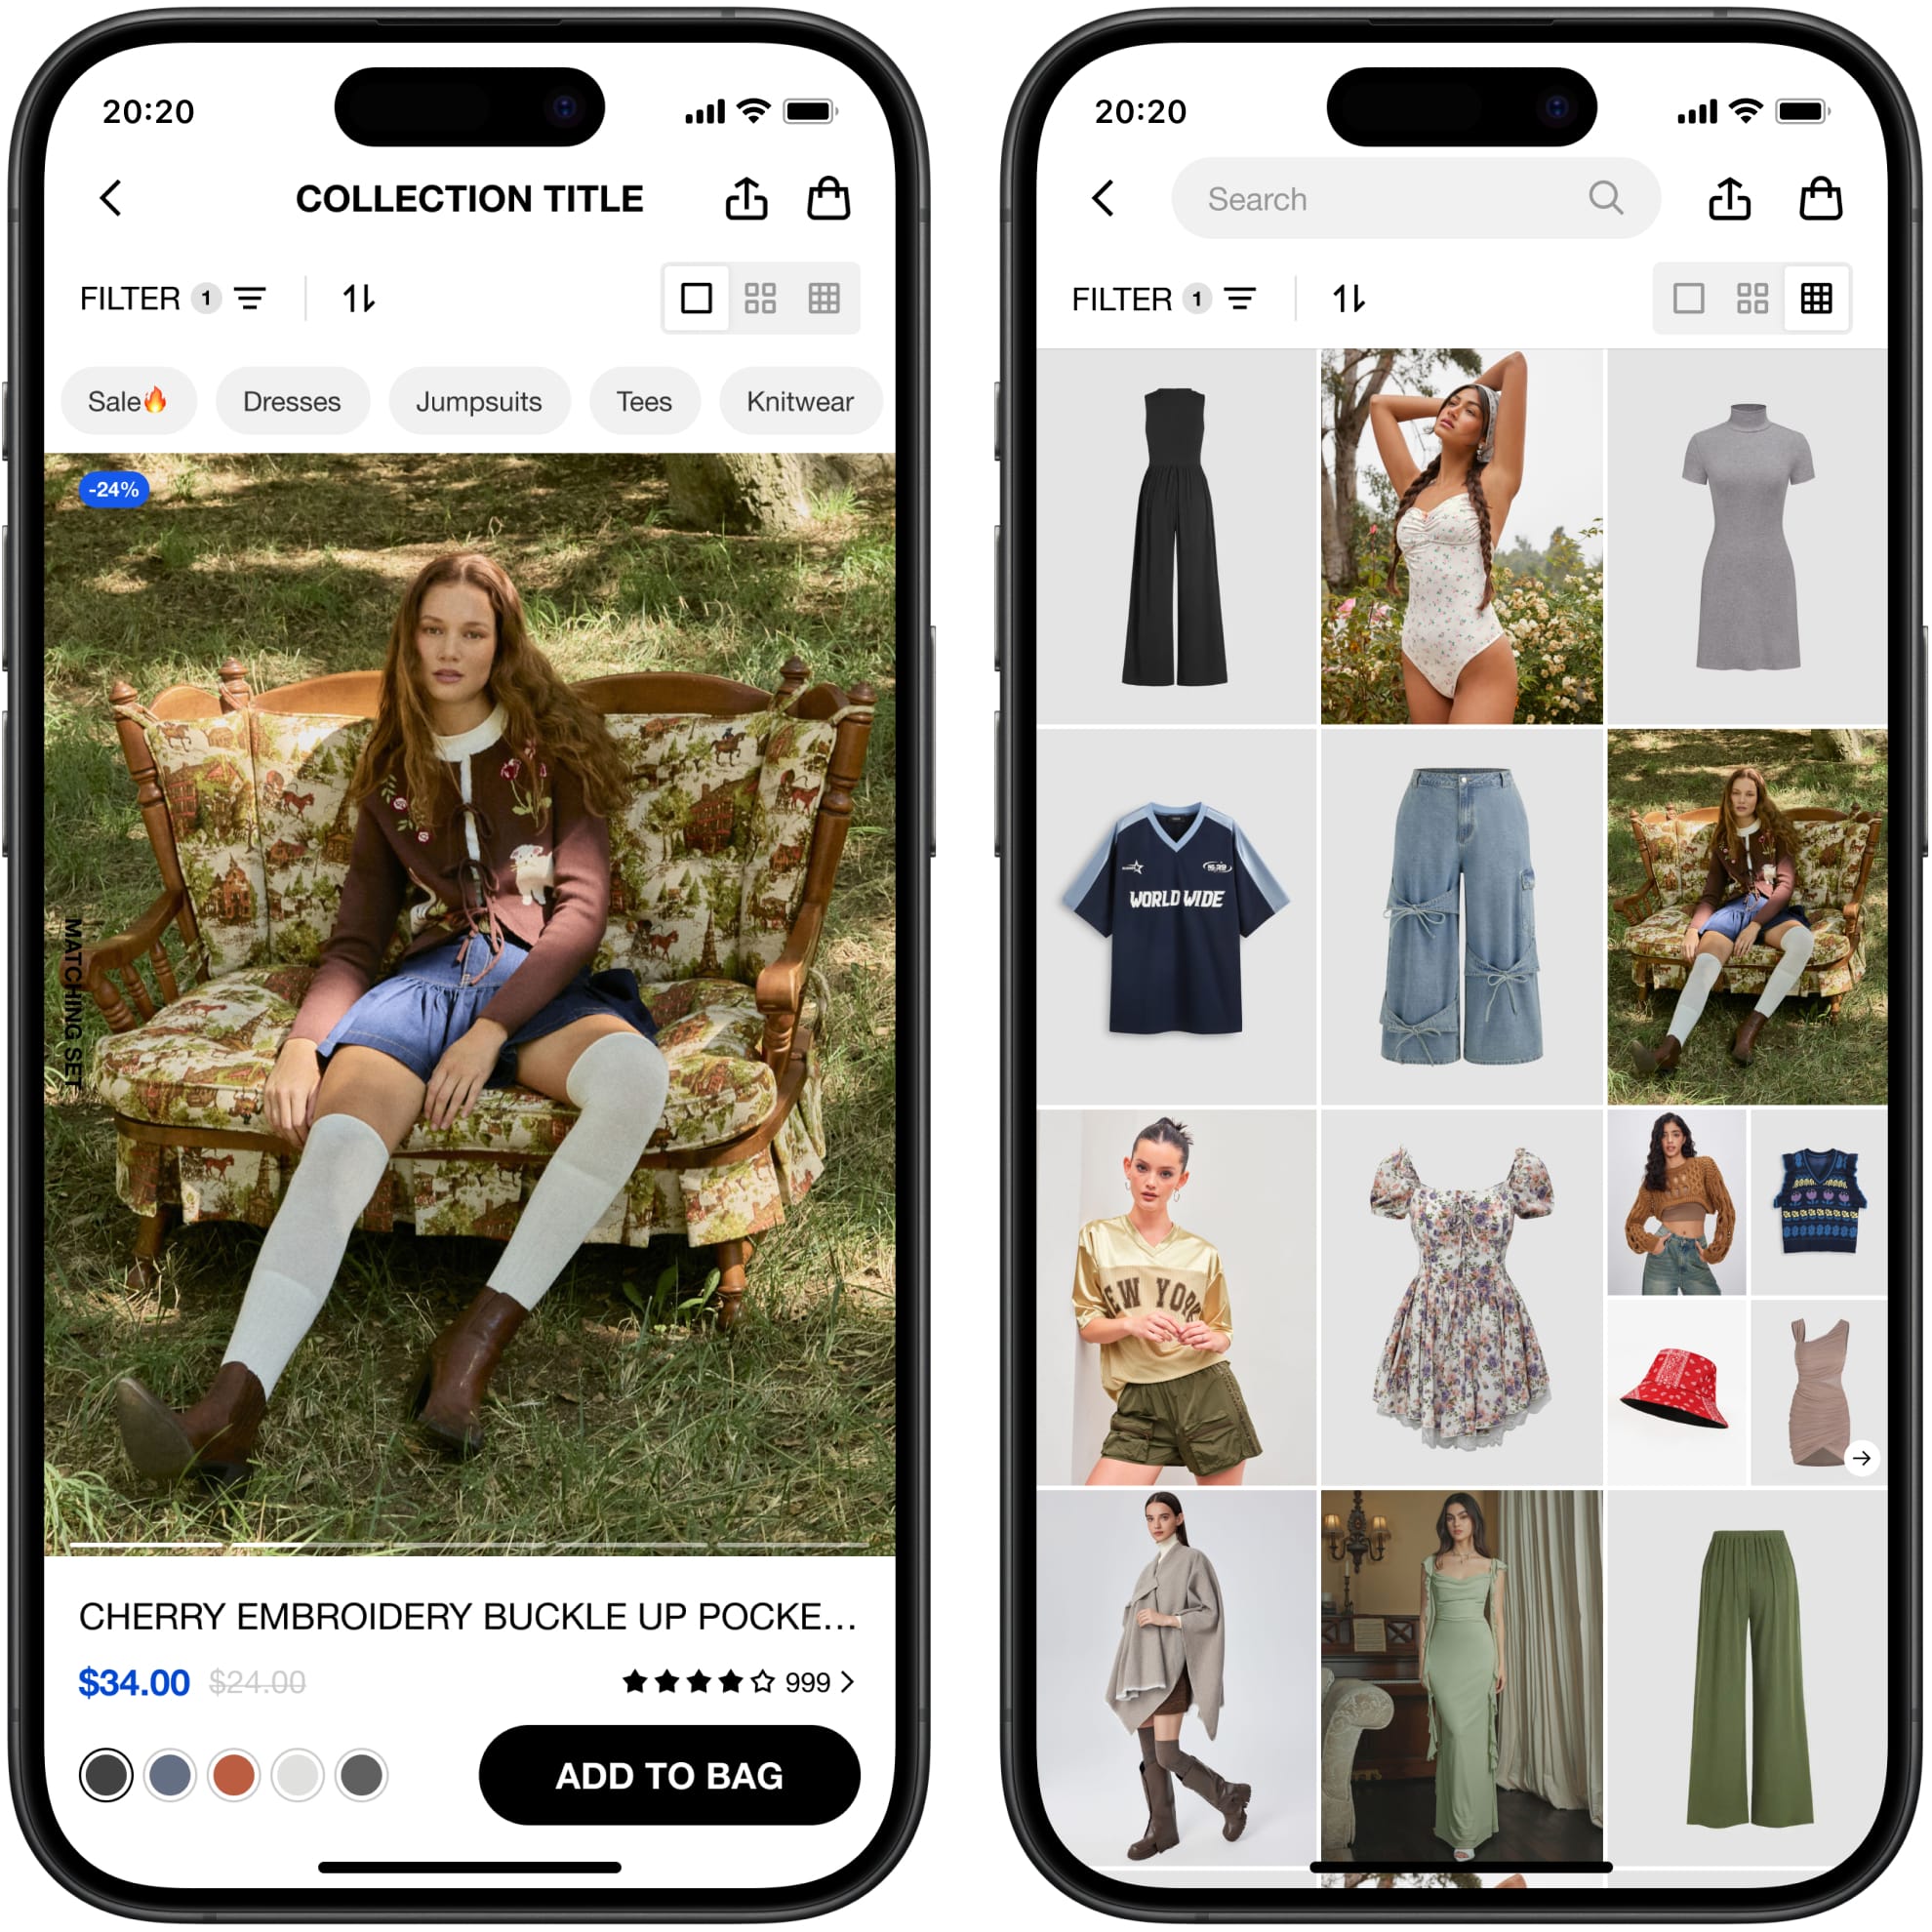 20:20
COLLECTION TITLE
FILTER 1
Sale🔥 Dresses Jumpsuits Tees Knitwear
-24%
MATCHING SET
CHERRY EMBROIDERY BUCKLE UP POCKE...
$34.00 $24.00 999
ADD TO BAG
20:20
Search
FILTER 1
WORLD WIDE
EW YORK